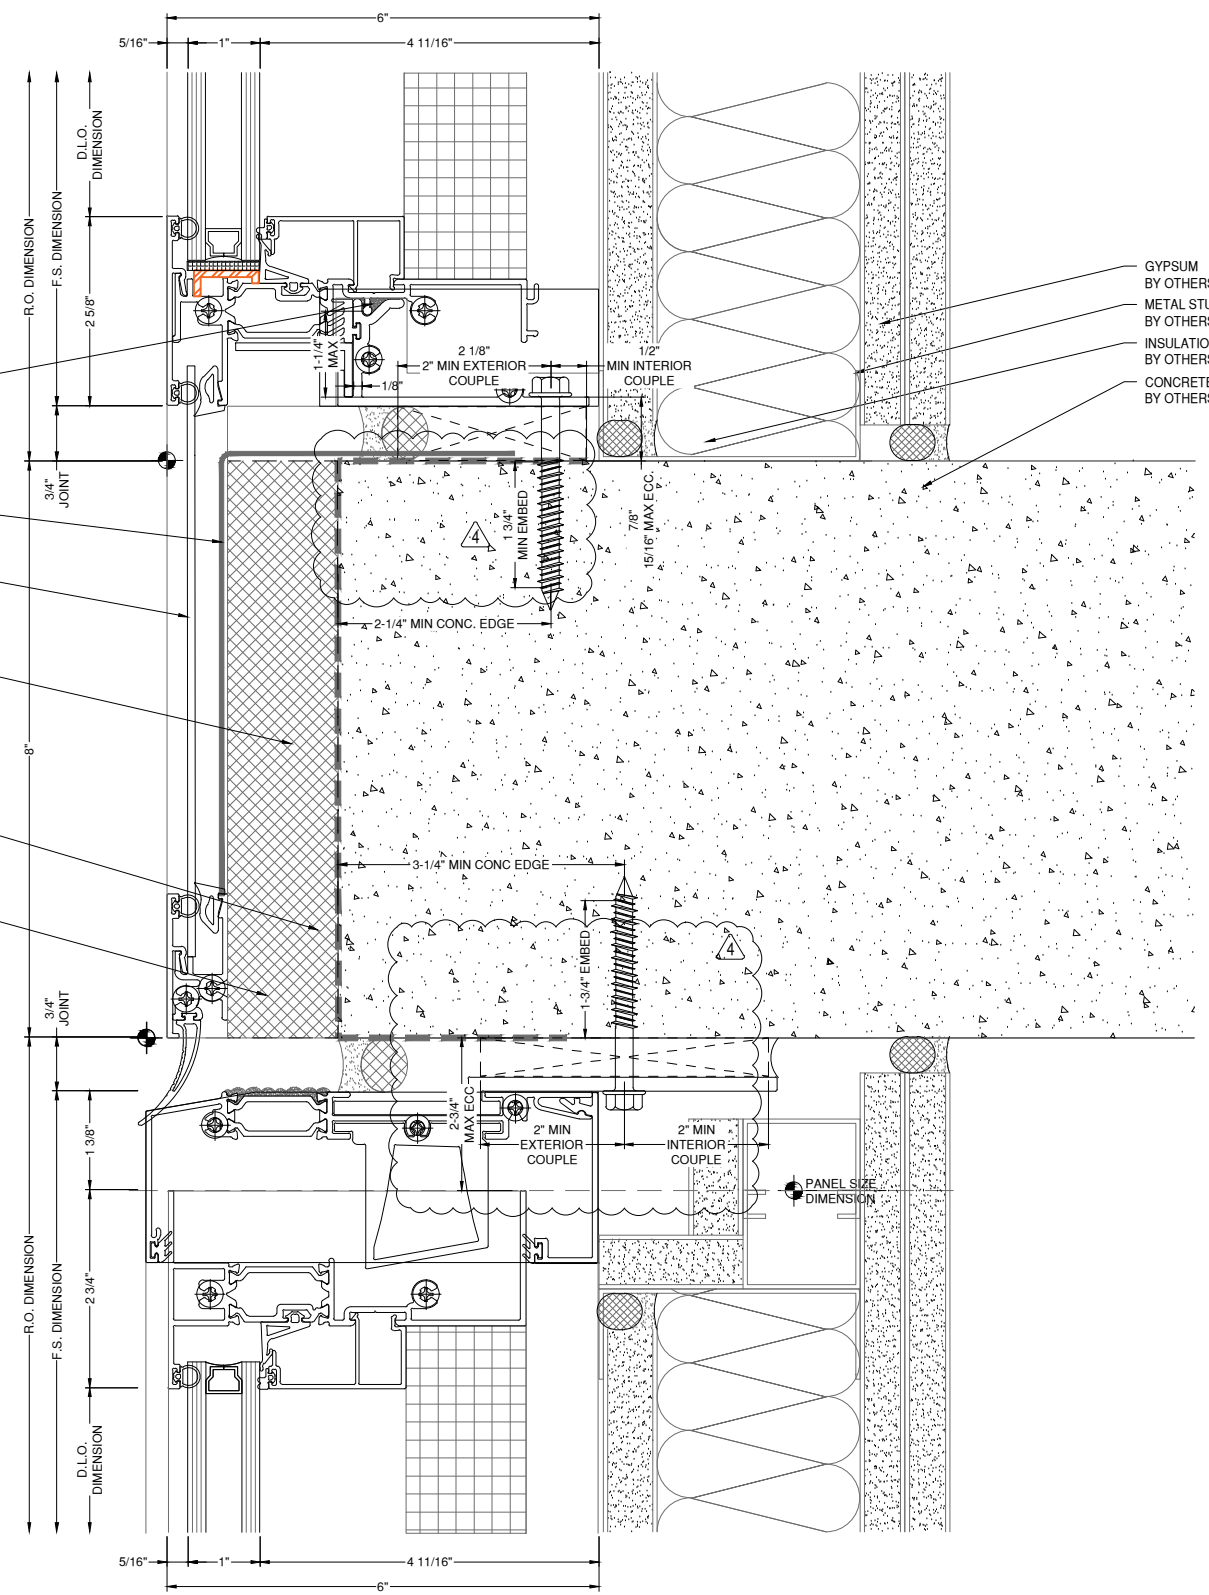 6"
5/16"
1"
4 11/16"
D.L.O.
DIMENSION
R.O. DIMENSION
F.S. DIMENSION
2 5/8"
GYPSUM
BY OTHERS
METAL STU
BY OTHERS
INSULATIO
BY OTHERS
CONCRETE
BY OTHERS
1-1/4"
MAX
2 1/8"
2" MIN EXTERIOR
COUPLE
1/2"
MIN INTERIOR
COUPLE
1/8"
3/4"
JOINT
1 3/4"
MIN EMBED
4
7/8"
15/16" MAX ECC.
2-1/4" MIN CONC. EDGE
8"
3-1/4" MIN CONC EDGE
1-3/4" EMBED
4
3/4"
JOINT
1 3/8"
2-3/4"
MAX ECC
2" MIN
EXTERIOR
COUPLE
2" MIN
INTERIOR
COUPLE
PANEL SIZE
DIMENSION
R.O. DIMENSION
F.S. DIMENSION
2 3/4"
D.L.O.
DIMENSION
5/16"
1"
4 11/16"
6"